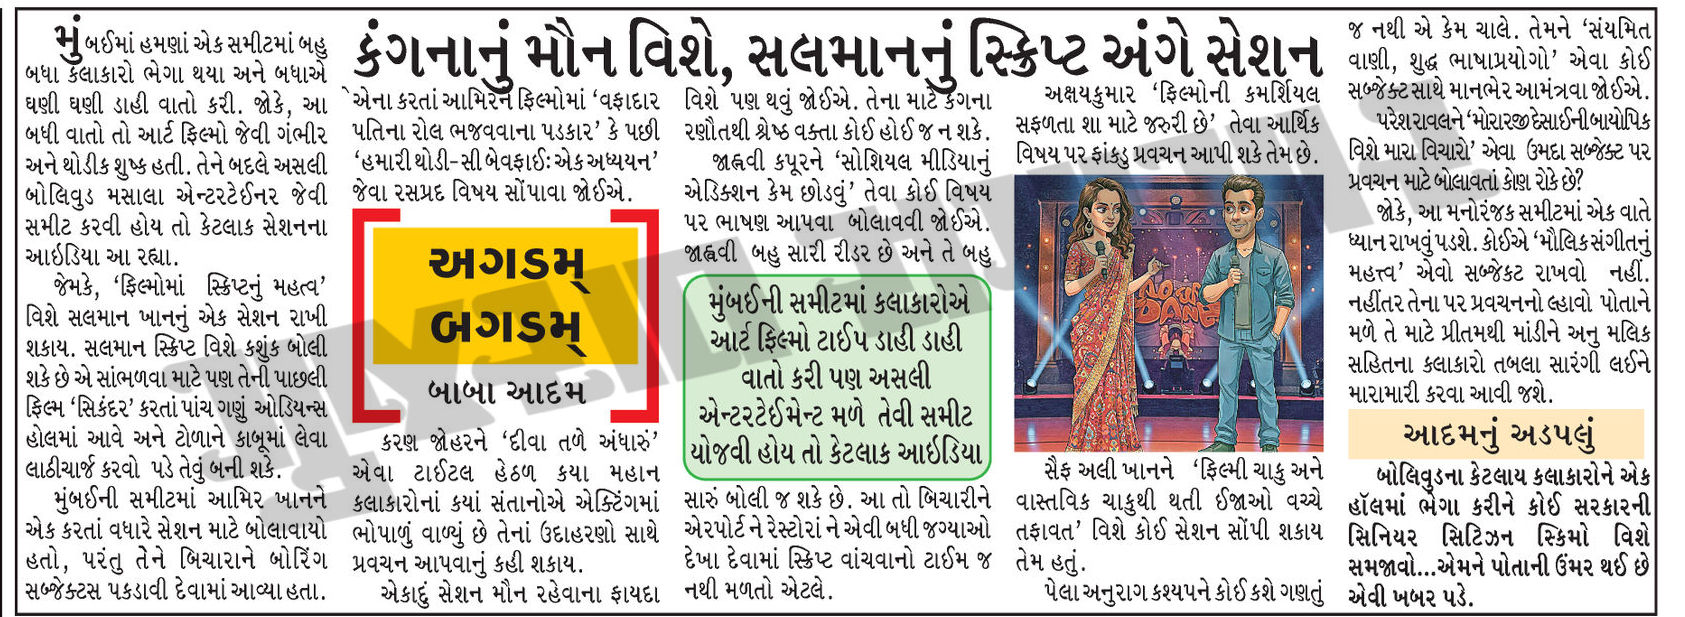 કંગનાનું મૌન વિશે, સલમાનનું સ્ક્રિપ્ટ અંગે સેશન
મુંબઈમાં હમણાં એક સમીટમાં બહુ
બધા કલાકારો ભેગા થયા અને બધાએ
ઘણી ઘણી ડાહી વાતો કરી. જોકે, આ
બધી વાતો તો આર્ટ ફિલ્મો જેવી ગંભીર
અને થોડીક શુષ્ક હતી. તેને બદલે અસલી
બોલિવુડ મસાલા એન્ટરટેઈનર જેવી
સમીટ કરવી હોય તો કેટલાક સેશનના
આઇડિયા આ રહ્યા.
જેમકે, ‘ફિલ્મોમાં સ્ક્રિપ્ટનું મહત્વ’
વિશે સલમાન ખાનનું એક સેશન રાખી
શકાય. સલમાન સ્ક્રિપ્ટ વિશે કશુંક બોલી
શકે છે એ સાંભળવા માટે પણ તેની પાછલી
ફિલ્મ ‘સિકંદર’ કરતાં પાંચ ગણું ઓડિયન્સ
હોલમાં આવે અને ટોળાને કાબૂમાં લેવા
લાઠીચાર્જ કરવો પડે તેવું બની શકે.
મુંબઈની સમીટમાં આમિર ખાનને
એક કરતાં વધારે સેશન માટે બોલાવાયો
હતો, પરંતુ તેને બિચારાને બોરિંગ
સબ્જેક્ટસ પકડાવી દેવામાં આવ્યા હતા.
એના કરતાં આમિરને ફિલ્મોમાં ‘વફાદાર
પતિના રોલ ભજવવાના પડકાર’ કે પછી
‘હમારી થોડી-સી બેવફાઈ: એક અધ્યયન’
જેવા રસપ્રદ વિષય સોંપાવા જોઈએ.
અગડમ્
બગડમ્
બાબા આદમ
કરણ જોહરને ‘દીવા તળે અંધારું’
એવા ટાઈટલ હેઠળ કયા મહાન
કલાકારોનાં કયાં સંતાનોએ એક્ટિંગમાં
ભોપાળું વાળ્યું છે તેનાં ઉદાહરણો સાથે
પ્રવચન આપવાનું કહી શકાય.
એકાદું સેશન મૌન રહેવાના ફાયદા
વિશે પણ થવું જોઈએ. તેના માટે કંગના
રણૌતથી શ્રેષ્ઠ વક્તા કોઈ હોઈ જ ન શકે.
જાહ્નવી કપૂરને ‘સોશિયલ મીડિયાનું
એડિક્શન કેમ છોડવું’ તેવા કોઈ વિષય
પર ભાષણ આપવા બોલાવવી જોઈએ.
જાહ્નવી બહુ સારી રીડર છે અને તે બહુ
મુંબઈની સમીટમાં કલાકારોએ
આર્ટ ફિલ્મો ટાઈપ ડાહી ડાહી
વાતો કરી પણ અસલી
એન્ટરટેઈમેન્ટ મળે તેવી સમીટ
યોજવી હોય તો કેટલાક આઇડિયા
સારું બોલી જ શકે છે. આ તો બિચારીને
એરપોર્ટ ને રેસ્ટોરાં ને એવી બધી જગ્યાઓ
દેખા દેવામાં સ્ક્રિપ્ટ વાંચવાનો ટાઈમ જ
નથી મળતો એટલે.
અક્ષયકુમાર ‘ફિલ્મોની કમર્શિયલ
સફળતા શા માટે જરુરી છે’ તેવા આર્થિક
વિષય પર ફાંકડુ પ્રવચન આપી શકે તેમ છે.
સૈફ અલી ખાનને ‘ફિલ્મી ચાકુ અને
વાસ્તવિક ચાકુથી થતી ઈજાઓ વચ્ચે
તફાવત’ વિશે કોઈ સેશન સોંપી શકાય
તેમ હતું.
પેલા અનુરાગ કશ્યપને કોઈ કશે ગણતું
જ નથી એ કેમ ચાલે. તેમને ‘સંયમિત
વાણી, શુદ્ધ ભાષાપ્રયોગો’ એવા કોઈ
સબ્જેક્ટ સાથે માનભેર આમંત્રવા જોઈએ.
પરેશ રાવલને ‘મોરારજી દેસાઈની બાયોપિક
વિશે મારા વિચારો’ એવા ઉમદા સબ્જેક્ટ પર
પ્રવચન માટે બોલાવતાં કોણ રોકે છે?
જોકે, આ મનોરંજક સમીટમાં એક વાતે
ધ્યાન રાખવું પડશે. કોઈએ ‘મૌલિક સંગીતનું
મહત્ત્વ’ એવો સબ્જેકટ રાખવો નહીં.
નહીંતર તેના પર પ્રવચનનો લ્હાવો પોતાને
મળે તે માટે પ્રીતમથી માંડીને અનુ મલિક
સહિતના કલાકારો તબલા સારંગી લઈને
મારામારી કરવા આવી જશે.
આદમનું અડપલું
બોલિવુડના કેટલાય કલાકારોને એક
હૉલમાં ભેગા કરીને કોઈ સરકારની
સિનિયર સિટિઝન સ્કિમો વિશે
સમજાવો...એમને પોતાની ઉંમર થઈ છે
એવી ખબર પડે.